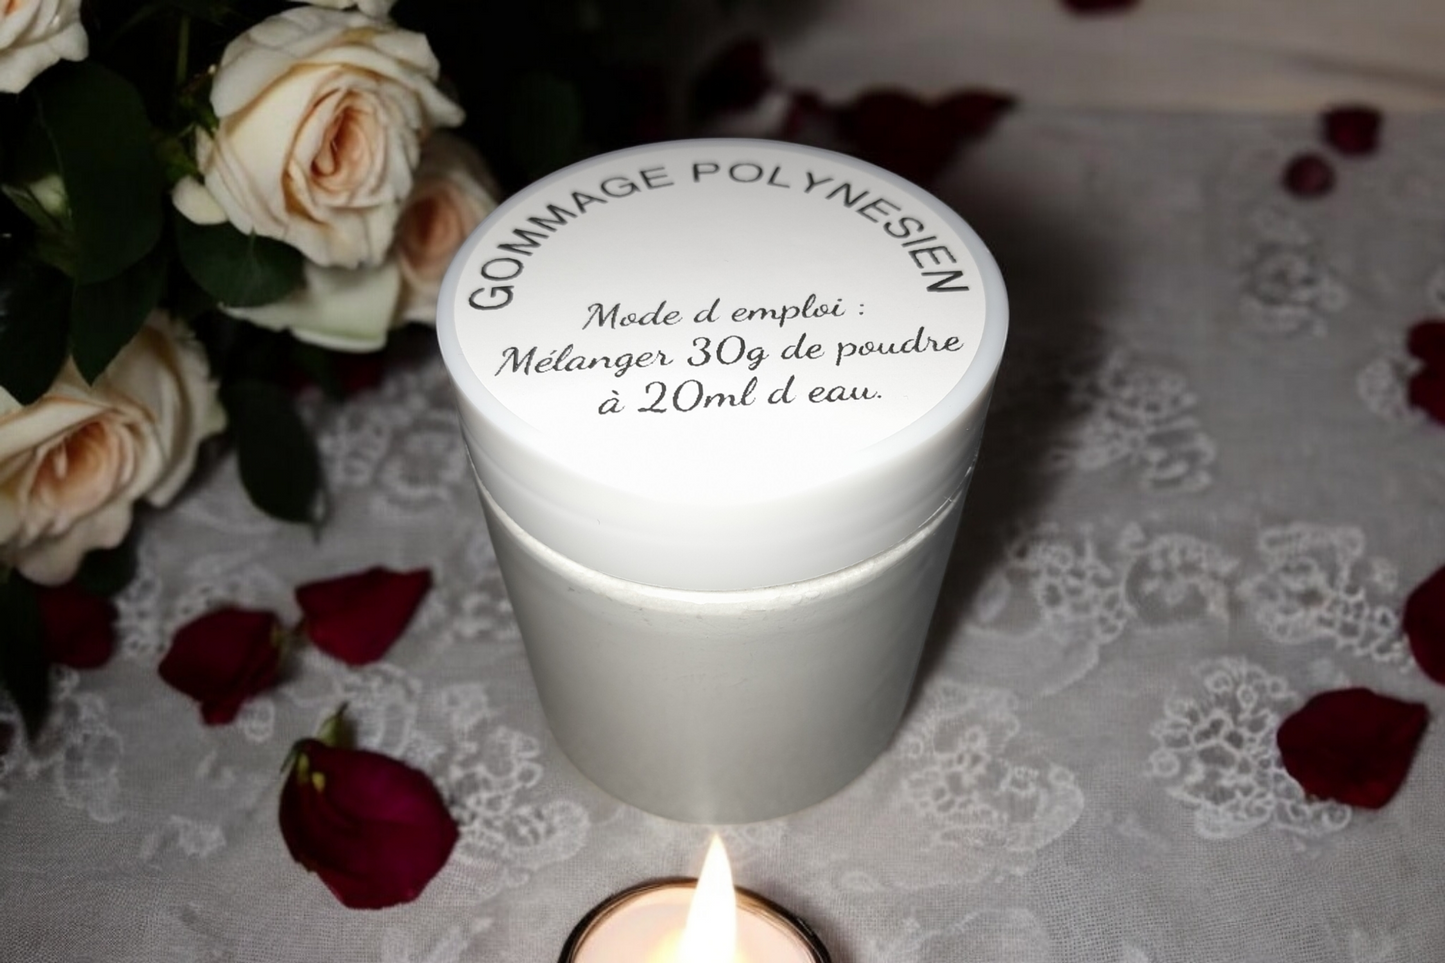 GOMMAGE POLYNESIEN
Mode d emploi :
Mélanger 30g de poudre
à 20ml d eau.